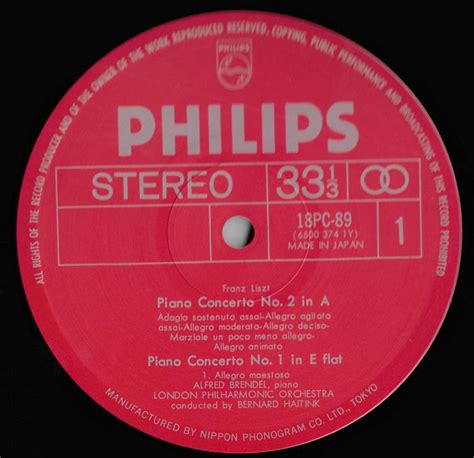 ALL RIGHTS OF THE RECORD PRODUCER AND OF THE OWNER OF THE WORK REPRODUCED RESERVED. COPYING, PUBLIC PERFORMANCE AND BROADCASTING OF THIS RECORD PROHIBITED
PHILIPS
PHILIPS
STEREO 33 1/3
18PC-89
(6500 374 1Y)
MADE IN JAPAN
1
Franz Liszt
Piano Concerto No. 2 in A
Adagio sostenuto assai-Allegro agitato
assai-Allegro moderato-Allegro deciso-
Marziale un poco meno allegro-
Allegro animato
Piano Concerto No. 1 in E flat
1. Allegro maestoso
ALFRED BRENDEL, piano
LONDON PHILHARMONIC ORCHESTRA
conducted by BERNARD HAITINK
MANUFACTURED BY NIPPON PHONOGRAM CO. LTD., TOKYO